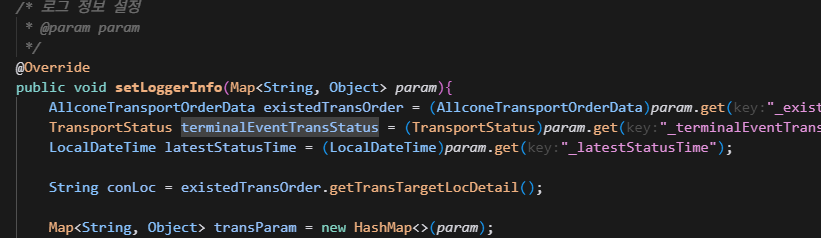 /* 로그 정보 설정
* @param param
*/
@Override
public void setLoggerInfo(Map<String, Object> param){
AllconeTransportOrderData existedTransOrder = (AllconeTransportOrderData)param.get(key:"_exist
TransportStatus terminalEventTransStatus = (TransportStatus)param.get(key:"_terminalEventTrans
LocalDateTime latestStatusTime = (LocalDateTime)param.get(key:"_latestStatusTime");
String conLoc = existedTransOrder.getTransTargetLocDetail();
Map<String, Object> transParam = new HashMap<>(param);